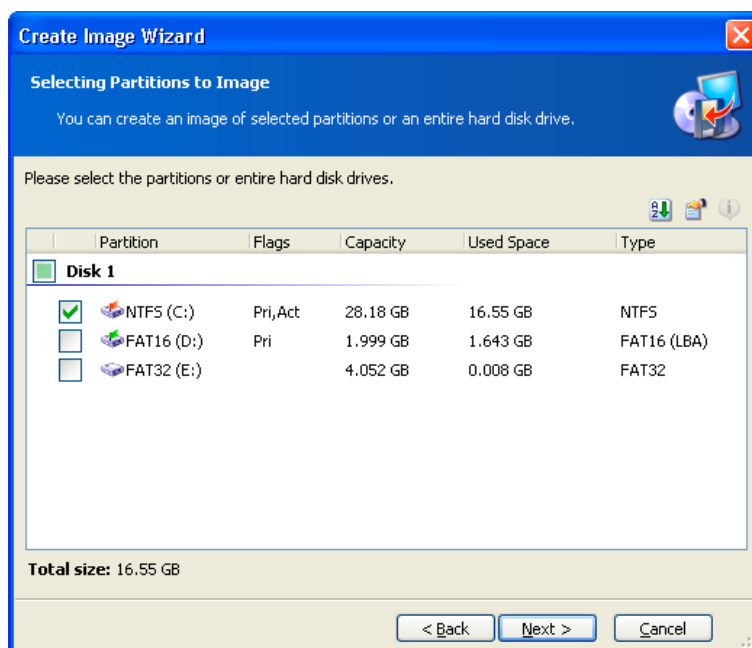 Create Image Wizard
Selecting Partitions to Image
You can create an image of selected partitions or an entire hard disk drive.
Please select the partitions or entire hard disk drives.
Partition Flags Capacity Used Space Type
Disk 1
NTFS (C:) Pri,Act 28.18 GB 16.55 GB NTFS
FAT16 (D:) Pri 1.999 GB 1.643 GB FAT16 (LBA)
FAT32 (E:) 4.052 GB 0.008 GB FAT32
Total size: 16.55 GB
< Back Next > Cancel